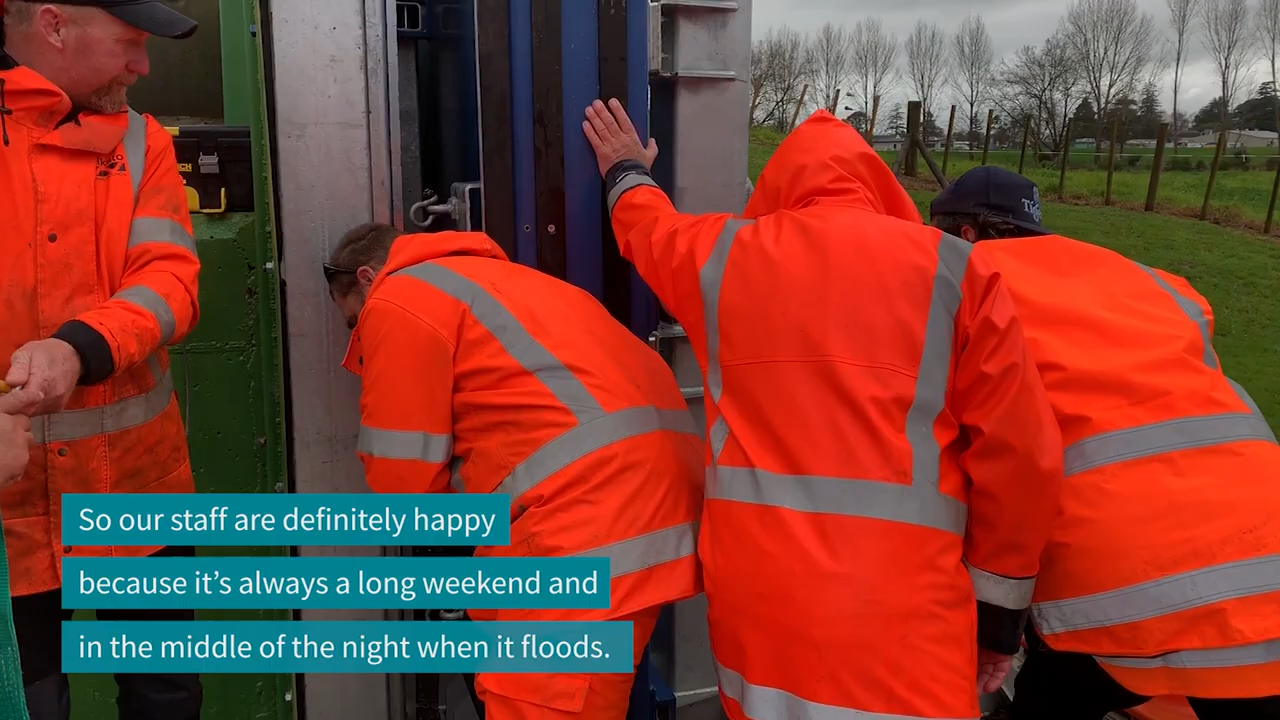 So our staff are definitely happy
because it’s always a long weekend and
in the middle of the night when it floods.